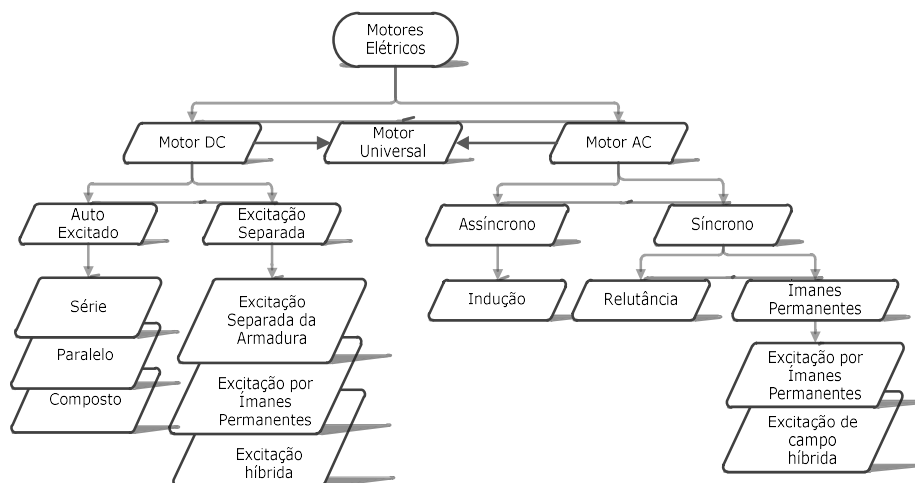 Motores
Elétricos
Motor DC
Motor
Universal
Motor AC
Auto
Excitado
Excitação
Separada
Assíncrono
Síncrono
Série
Paralelo
Composto
Excitação
Separada da
Armadura
Excitação por
Ímanes
Permanentes
Excitação
híbrida
Indução
Relutância
Ímanes
Permanentes
Excitação por
Ímanes
Permanentes
Excitação de
campo
híbrida